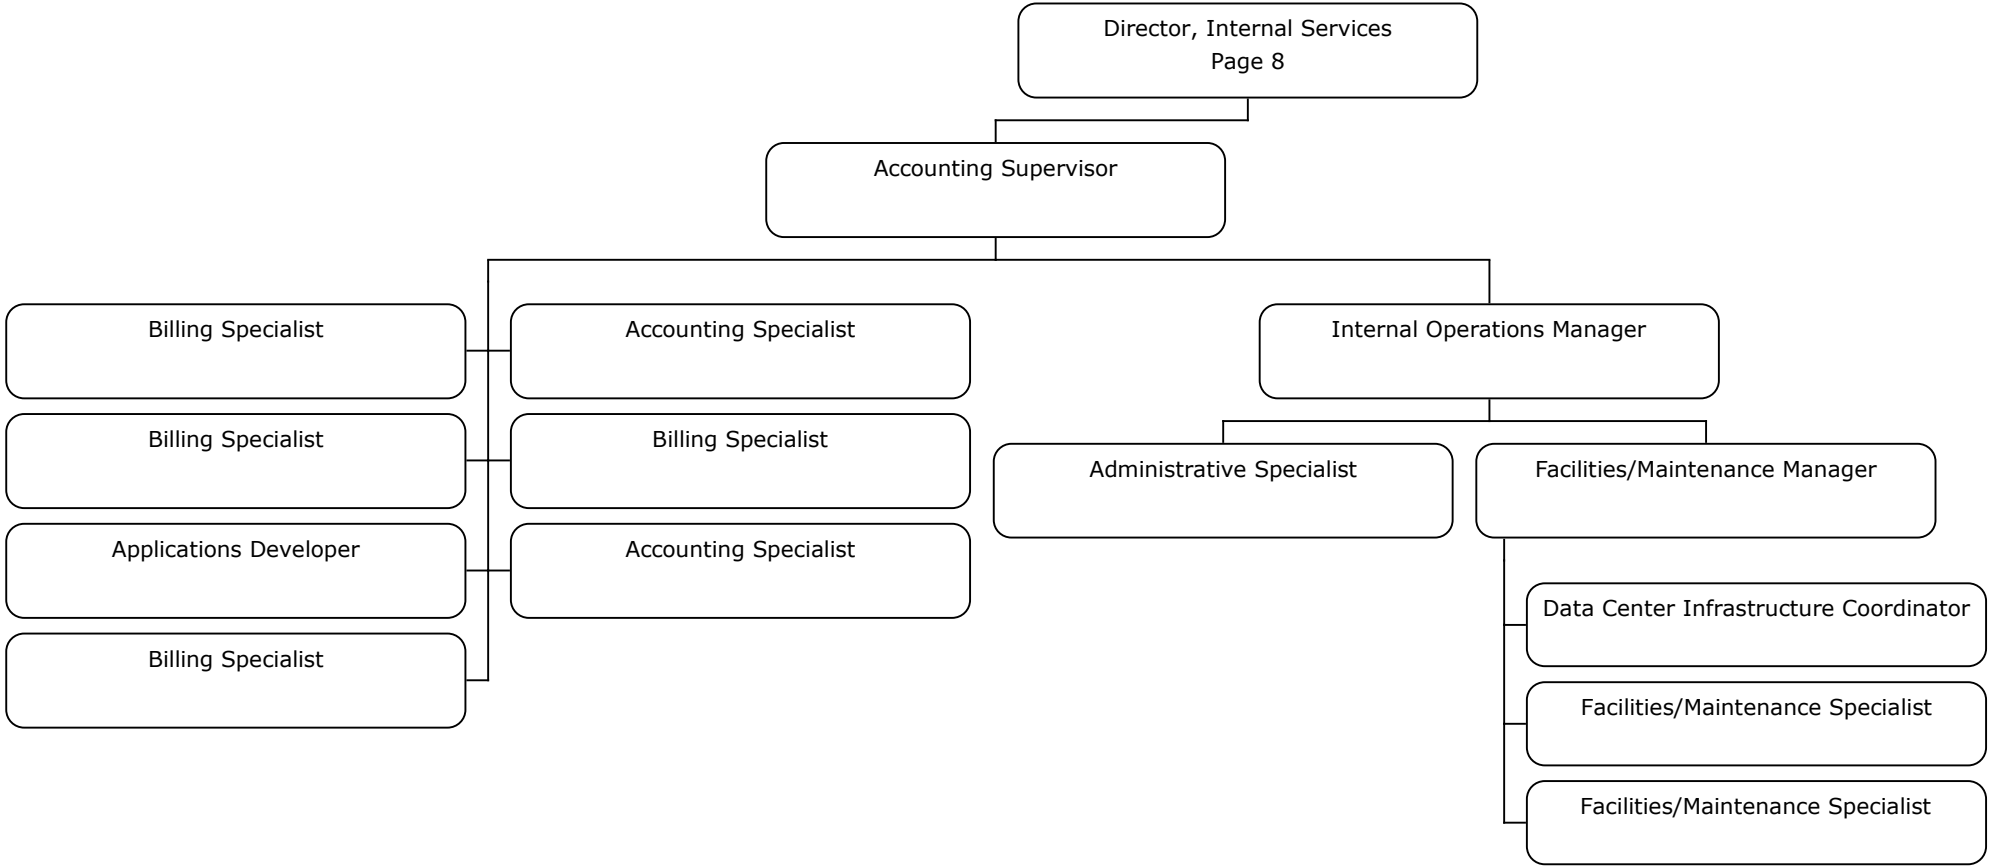 Director, Internal Services
Page 8
Accounting Supervisor
Billing Specialist
Accounting Specialist
Internal Operations Manager
Billing Specialist
Billing Specialist
Administrative Specialist
Facilities/Maintenance Manager
Applications Developer
Accounting Specialist
Data Center Infrastructure Coordinator
Billing Specialist
Facilities/Maintenance Specialist
Facilities/Maintenance Specialist